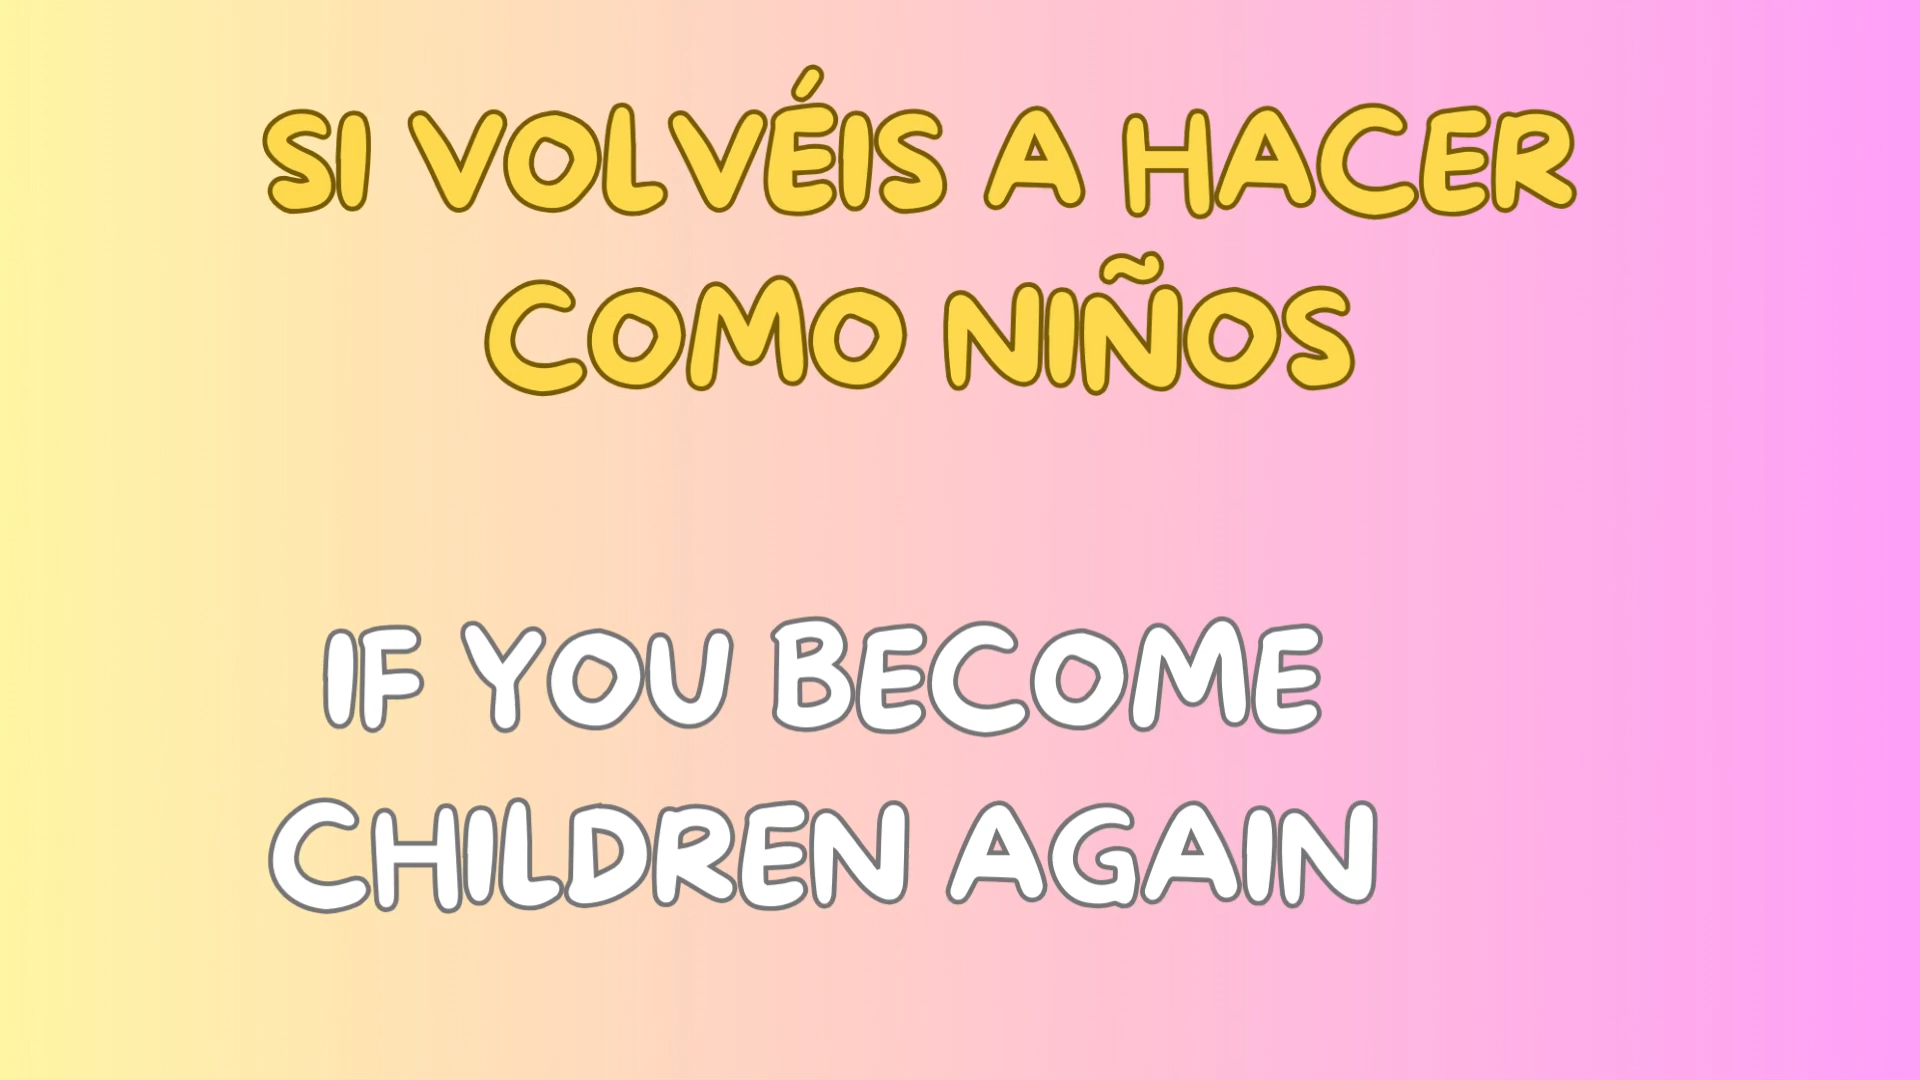 SI VOLVÉIS A HACER
COMO NIÑOS
IF YOU BECOME
CHILDREN AGAIN